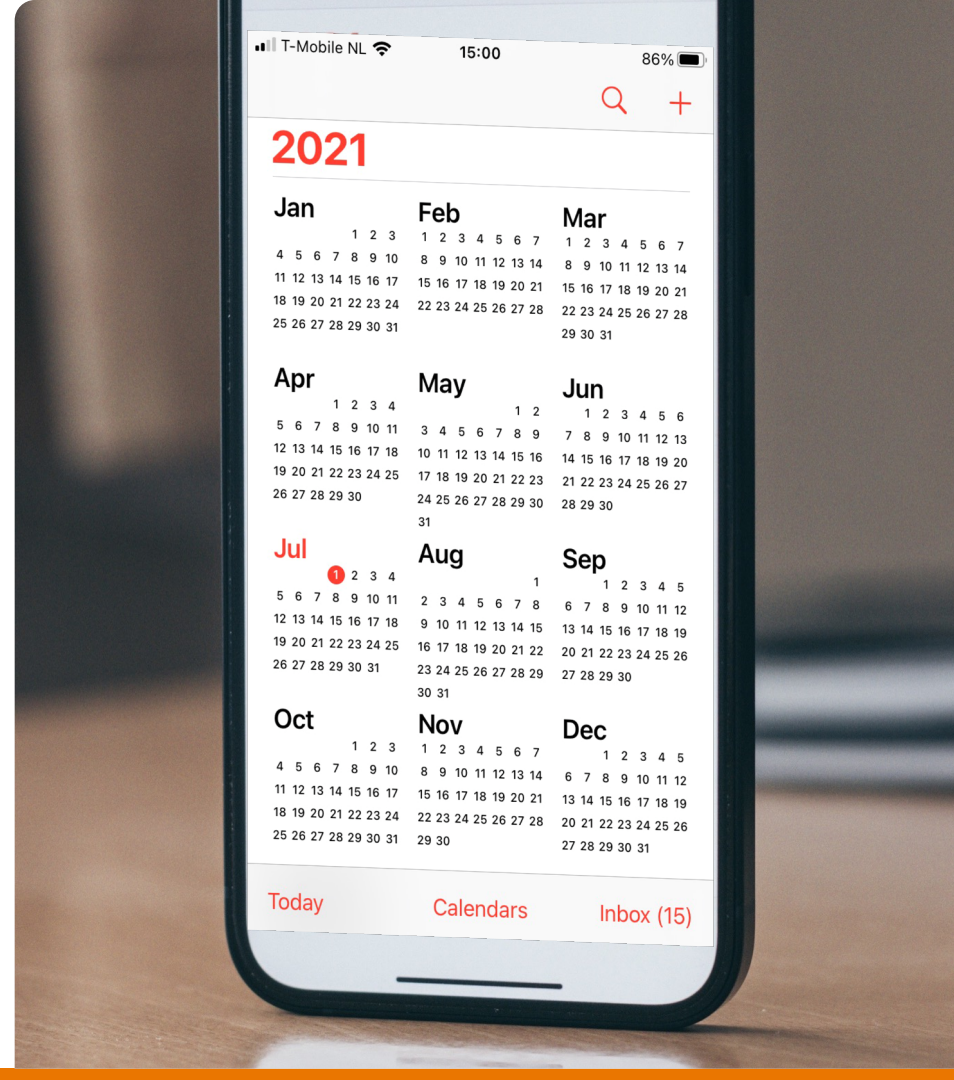 T-Mobile NL 15:00 86%
2021
Jan Feb Mar
1 2 3 1 2 3 4 5 6 7 1 2 3 4 5 6 7
4 5 6 7 8 9 10 8 9 10 11 12 13 14 8 9 10 11 12 13 14
11 12 13 14 15 16 17 15 16 17 18 19 20 21 15 16 17 18 19 20 21
18 19 20 21 22 23 24 22 23 24 25 26 27 28 22 23 24 25 26 27 28
25 26 27 28 29 30 31 29 30 31
Apr May Jun
1 2 3 4 1 2 1 2 3 4 5 6
5 6 7 8 9 10 11 3 4 5 6 7 8 9 7 8 9 10 11 12 13
12 13 14 15 16 17 18 10 11 12 13 14 15 16 14 15 16 17 18 19 20
19 20 21 22 23 24 25 17 18 19 20 21 22 23 21 22 23 24 25 26 27
26 27 28 29 30 24 25 26 27 28 29 30 28 29 30
31
Jul Aug Sep
1 2 3 4 1 1 2 3 4 5
5 6 7 8 9 10 11 2 3 4 5 6 7 8 6 7 8 9 10 11 12
12 13 14 15 16 17 18 9 10 11 12 13 14 15 13 14 15 16 17 18 19
19 20 21 22 23 24 25 16 17 18 19 20 21 22 20 21 22 23 24 25 26
26 27 28 29 30 31 23 24 25 26 27 28 29 27 28 29 30
30 31
Oct Nov Dec
1 2 3 1 2 3 4 5 6 7 1 2 3 4 5
4 5 6 7 8 9 10 8 9 10 11 12 13 14 6 7 8 9 10 11 12
11 12 13 14 15 16 17 15 16 17 18 19 20 21 13 14 15 16 17 18 19
18 19 20 21 22 23 24 22 23 24 25 26 27 28 20 21 22 23 24 25 26
25 26 27 28 29 30 31 29 30 27 28 29 30 31
Today Calendars Inbox (15)